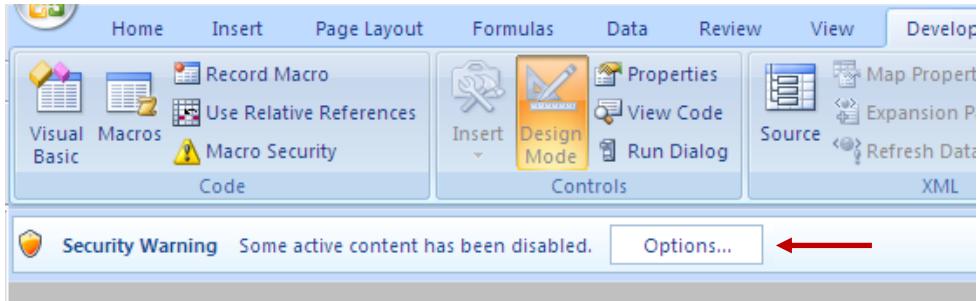 Home Insert Page Layout Formulas Data Review View Develop
Record Macro Properties Map Propert
Use Relative References View Code Expansion P
Visual Basic Macros Macro Security Insert Design Mode Run Dialog Source Refresh Data
Code Controls XML
Security Warning Some active content has been disabled. Options...